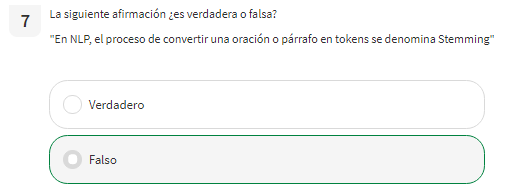 7
La siguiente afirmación ¿es verdadera o falsa?
"En NLP, el proceso de convertir una oración o párrafo en tokens se denomina Stemming"
Verdadero
Falso